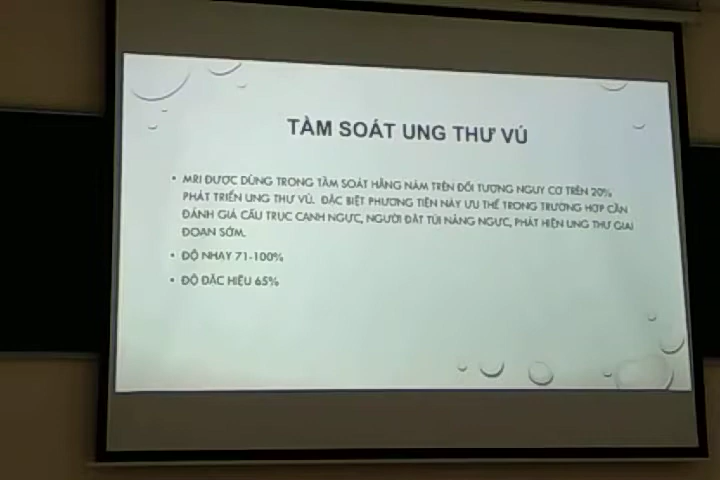 TẦM SOÁT UNG THƯ VÚ
• MRI ĐƯỢC DÙNG TRONG TẦM SOÁT HẰNG NĂM TRÊN ĐỐI TƯỢNG NGUY CƠ TRÊN 20%
PHÁT TRIỂN UNG THƯ VÚ. ĐẶC BIỆT PHƯƠNG TIỆN NÀY ƯU THẾ TRONG TRƯỜNG HỢP CẦN
ĐÁNH GIÁ CẤU TRÚC CẠNH NGỰC, NGƯỜI ĐẶT TÚI NÂNG NGỰC, PHÁT HIỆN UNG THƯ GIAI
ĐOẠN SỚM.
• ĐỘ NHẠY 71-100%
• ĐỘ ĐẶC HIỆU 65%